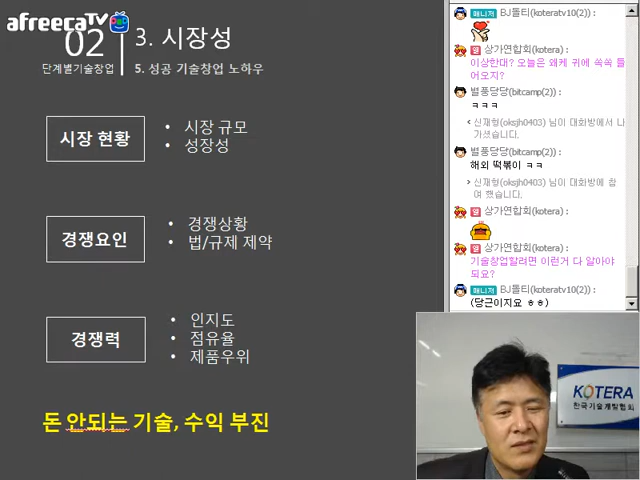 afreecaTV
02
단계별기술창업
3. 시장성
5. 성공 기술창업 노하우
시장 현황
• 시장 규모
• 성장성
경쟁요인
• 경쟁상황
• 법/규제 제약
경쟁력
• 인지도
• 점유율
• 제품우위
돈 안되는 기술, 수익 부진
매니저 BJ똘티(koteratv10(2)) :
열 상가연합회(kotera) :
이상한대? 오늘은 왜케 귀에 쏙쏙 들
어오지?
별풍당당(bitcamp(2)) :
ㅋㅋㅋ
신재형(oksjh0403) 님이 대화방에서 나
가셨습니다.
별풍당당(bitcamp(2)) :
해외 떡볶이 ㅋㅋ
신재형(oksjh0403) 님이 대화방에 참
여 했습니다.
열 상가연합회(kotera) :
열 상가연합회(kotera) :
기술창업할려면 이런거 다 알아야
되요?
매니저 BJ똘티(koteratv10(2)) :
(당근이지요 ㅎㅎ)
KOTERA
한국기술개발협회